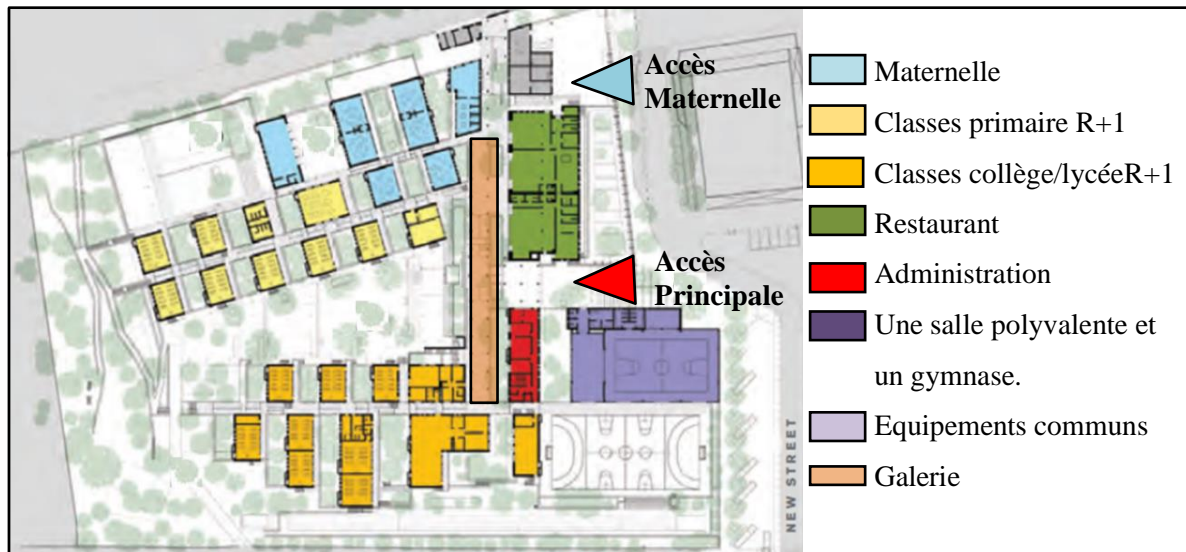 Accès
Maternelle
Accès
Principale
NEW STREET
Maternelle
Classes primaire R+1
Classes collège/lycéeR+1
Restaurant
Administration
Une salle polyvalente et
un gymnase.
Equipements communs
Galerie